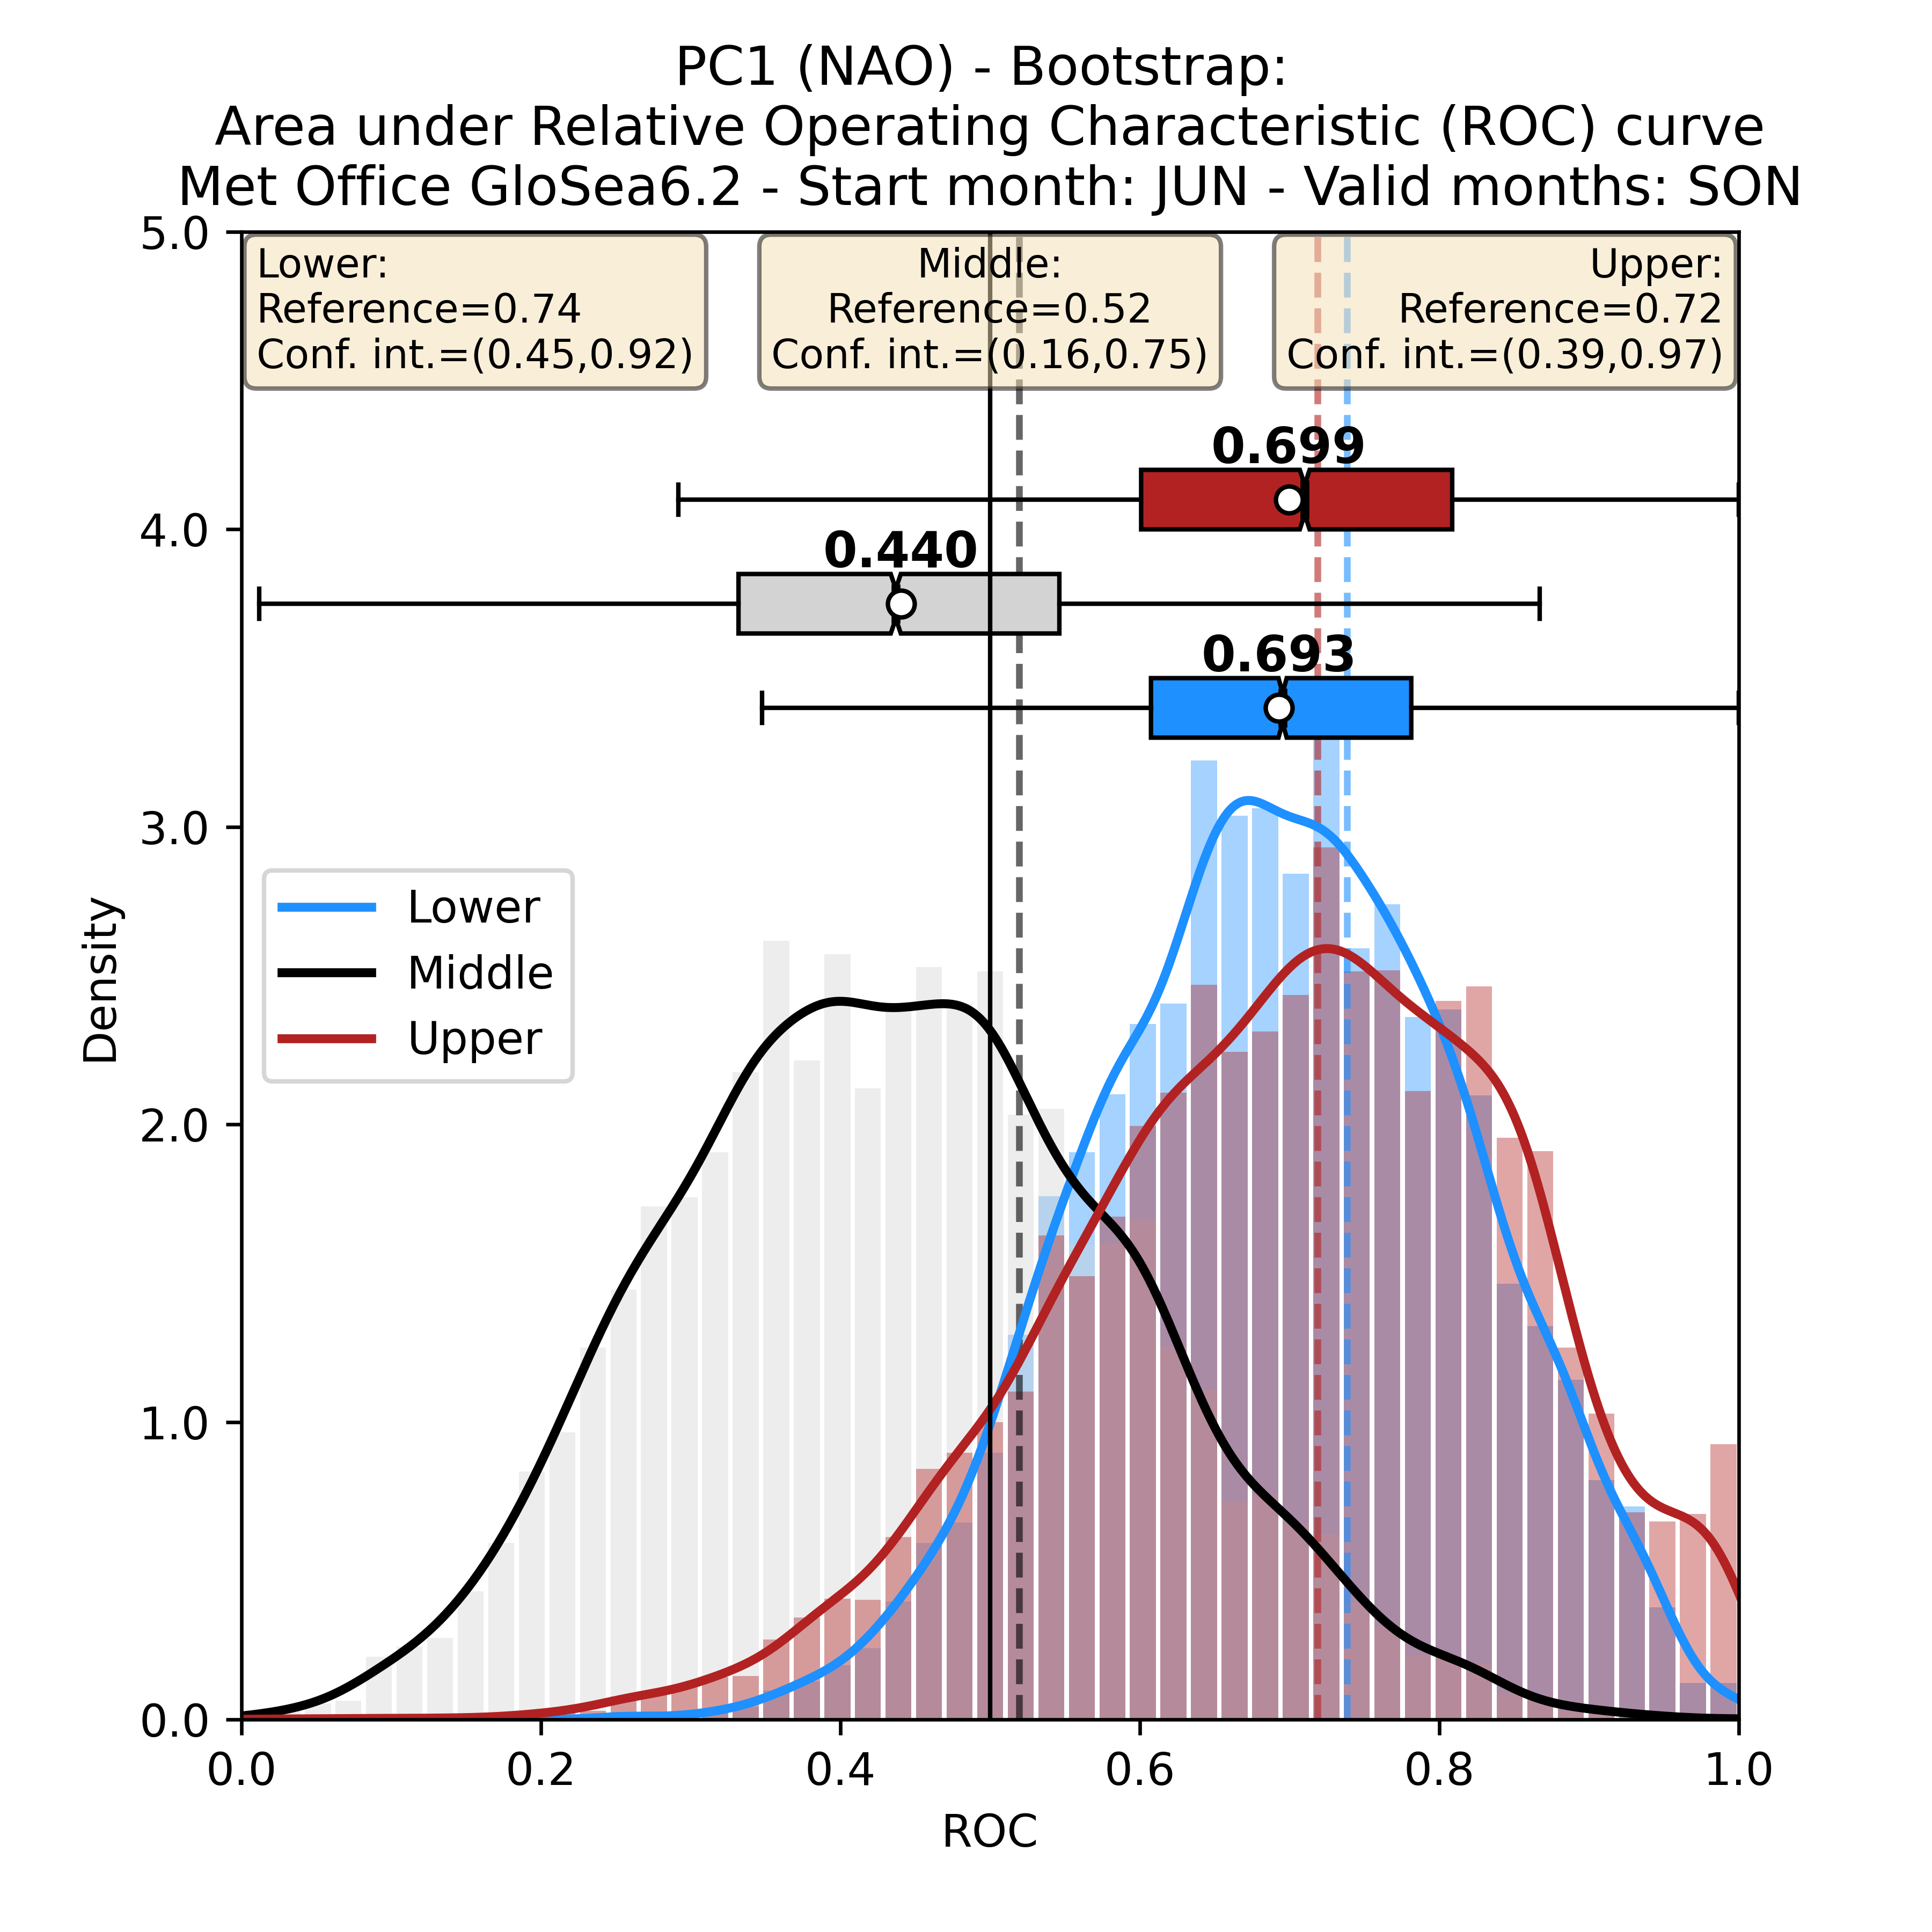 PC1 (NAO) - Bootstrap:
Area under Relative Operating Characteristic (ROC) curve
Met Office GloSea6.2 - Start month: JUN - Valid months: SON
Lower:
Reference=0.74
Conf. int.=(0.45,0.92)
Middle:
Reference=0.52
Conf. int.=(0.16,0.75)
Upper:
Reference=0.72
Conf. int.=(0.39,0.97)
0.699
0.440
0.693
5.0
4.0
3.0
2.0
1.0
0.0
Density
Lower
Middle
Upper
0.0 0.2 0.4 0.6 0.8 1.0
ROC